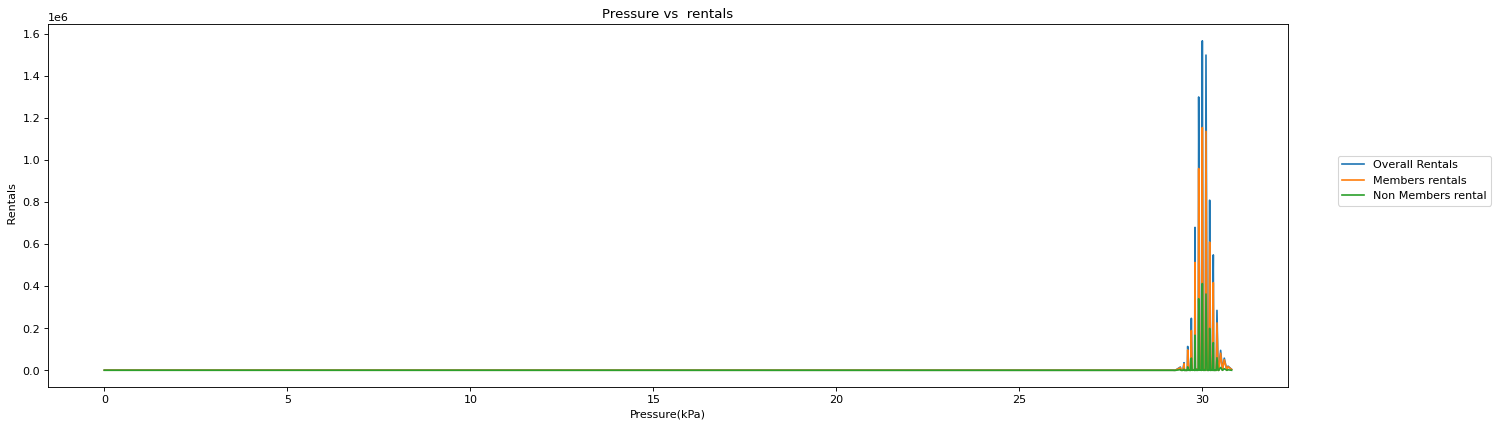 Pressure vs  rentals
1e6
1.6
1.4
1.2
1.0
0.8
0.6
0.4
0.2
0.0
Rentals
0 5 10 15 20 25 30
Pressure(kPa)
Overall Rentals
Members rentals
Non Members rental